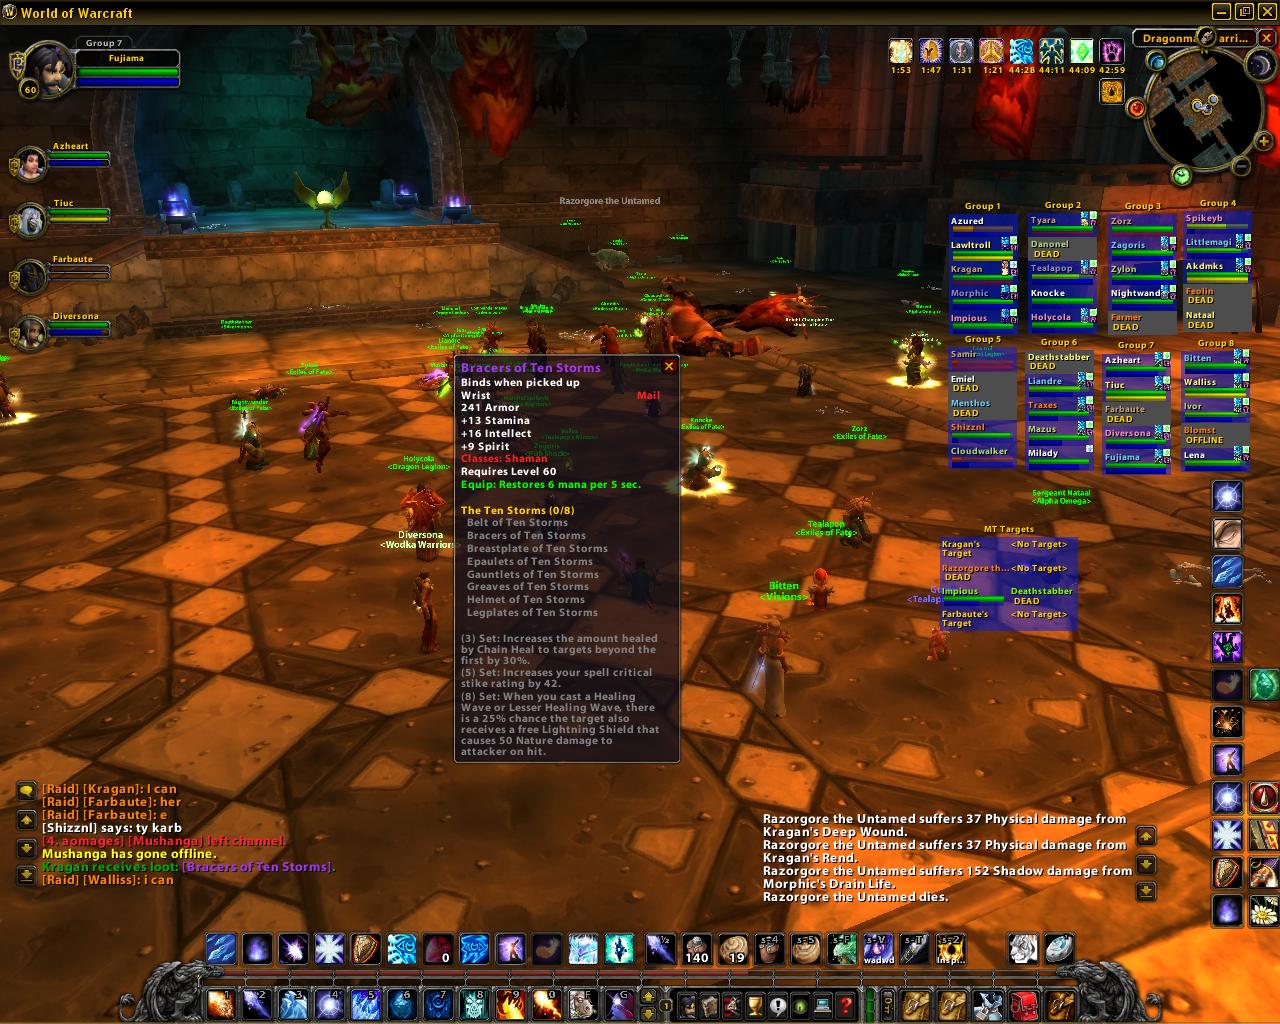 World of Warcraft
Group 7
Fujiama
60
Azheart
Tiuc
Farbaute
Diversona
1:53 1:47 1:31 1:21 44:28 44:11 44:09 42:59
Razorgore the Untamed
Group 1
Azured
Lawltroll
Kragan
Morphic
Impious
Group 2
Tyara
Danonel
DEAD
Tealapop
Knocke
Holycola
Group 3
Zorz
Zagoris
Zylon
Nightwand
Farmer
DEAD
Group 4
Spikeyb
Littlemagi
Akdmks
Feolin
DEAD
Nataal
DEAD
Group 5
Samir
Emiel
DEAD
Menthos
DEAD
Shizznl
Cloudwalker
Group 6
Deathstabber
DEAD
Liandre
Traxes
Mazus
Milady
Group 7
Azheart
Tiuc
Farbaute
DEAD
Diversona
Fujiama
Group 8
Bitten
Walliss
Ivor
Blomst
OFFLINE
Lena
Bracers of Ten Storms
Binds when picked up
Wrist Mail
241 Armor
+13 Stamina
+16 Intellect
+9 Spirit
Classes: Shaman
Requires Level 60
Equip: Restores 6 mana per 5 sec.
The Ten Storms (0/8)
Belt of Ten Storms
Bracers of Ten Storms
Breastplate of Ten Storms
Epaulets of Ten Storms
Gauntlets of Ten Storms
Greaves of Ten Storms
Helmet of Ten Storms
Legplates of Ten Storms
(3) Set: Increases the amount healed
by Chain Heal to targets beyond the
first by 30%.
(5) Set: Increases your spell critical
strike rating by 42.
(8) Set: When you cast a Healing
Wave or Lesser Healing Wave, there
is a 25% chance the target also
receives a free Lightning Shield that
causes 50 Nature damage to
attacker on hit.
Holycola
<Dragon Legion>
Diversona
<Wodka Warriors
Knocke
Exiles of Fate>
Zorz
<Exiles of Fate>
Tealapop
<Exiles of Fate>
Bitten
<Visions>
Sergeant Nataal
<Alpha Omega>
MT Targets
Kragan's
Target
<No Target>
Razorgore th...
DEAD
<No Target>
Impious
Deathstabber
DEAD
Farbaute's
Target
<No Target>
[Raid] [Kragan]: I can
[Raid] [Farbaute]: her
[Raid] [Farbaute]: e
[Shizznl] says: ty karb
[4. aomages] [Mushanga] left channel.
Mushanga has gone offline.
Kragan receives loot: [Bracers of Ten Storms].
[Raid] [Walliss]: i can
Razorgore the Untamed suffers 37 Physical damage from
Kragan's Deep Wound.
Razorgore the Untamed suffers 37 Physical damage from
Kragan's Rend.
Razorgore the Untamed suffers 152 Shadow damage from
Morphic's Drain Life.
Razorgore the Untamed dies.
0 140 19 wadwd